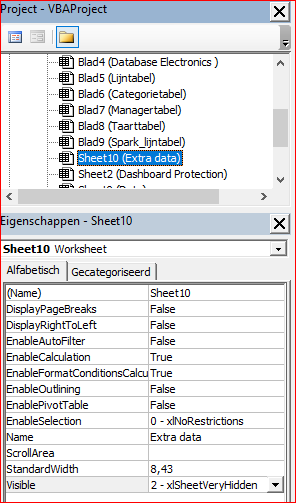 Project - VBAProject
Blad4 (Database Electronics )
Blad5 (Lijntabel)
Blad6 (Categorietabel)
Blad7 (Managertabel)
Blad8 (Taarttabel)
Blad9 (Spark_lijntabel)
Sheet10 (Extra data)
Sheet2 (Dashboard Protection)
Eigenschappen - Sheet10
Sheet10 Worksheet
Alfabetisch Gecategoriseerd
(Name) Sheet10
DisplayPageBreaks False
DisplayRightToLeft False
EnableAutoFilter False
EnableCalculation True
EnableFormatConditionsCalcu True
EnableOutlining False
EnablePivotTable False
EnableSelection 0 - xlNoRestrictions
Name Extra data
ScrollArea
StandardWidth 8,43
Visible 2 - xlSheetVeryHidden